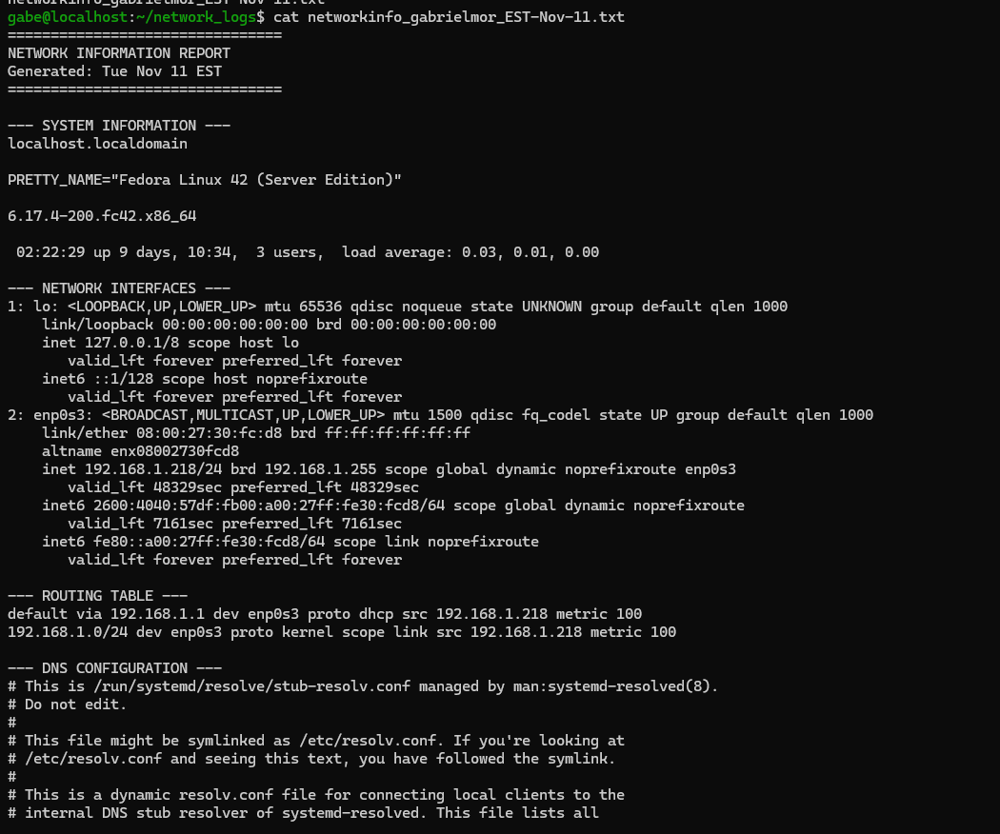 networkinfo_gabrielmor_EST-Nov-11.txt
gabe@localhost:~/network_logs$ cat networkinfo_gabrielmor_EST-Nov-11.txt
================================
NETWORK INFORMATION REPORT
Generated: Tue Nov 11 EST
================================

--- SYSTEM INFORMATION ---
localhost.localdomain

PRETTY_NAME="Fedora Linux 42 (Server Edition)"

6.17.4-200.fc42.x86_64

 02:22:29 up 9 days, 10:34,  3 users,  load average: 0.03, 0.01, 0.00

--- NETWORK INTERFACES ---
1: lo: <LOOPBACK,UP,LOWER_UP> mtu 65536 qdisc noqueue state UNKNOWN group default qlen 1000
    link/loopback 00:00:00:00:00:00 brd 00:00:00:00:00:00
    inet 127.0.0.1/8 scope host lo
       valid_lft forever preferred_lft forever
    inet6 ::1/128 scope host noprefixroute
       valid_lft forever preferred_lft forever
2: enp0s3: <BROADCAST,MULTICAST,UP,LOWER_UP> mtu 1500 qdisc fq_codel state UP group default qlen 1000
    link/ether 08:00:27:30:fc:d8 brd ff:ff:ff:ff:ff:ff
    altname enx08002730fcd8
    inet 192.168.1.218/24 brd 192.168.1.255 scope global dynamic noprefixroute enp0s3
       valid_lft 48329sec preferred_lft 48329sec
    inet6 2600:4040:57df:fb00:a00:27ff:fe30:fcd8/64 scope global dynamic noprefixroute
       valid_lft 7161sec preferred_lft 7161sec
    inet6 fe80::a00:27ff:fe30:fcd8/64 scope link noprefixroute
       valid_lft forever preferred_lft forever

--- ROUTING TABLE ---
default via 192.168.1.1 dev enp0s3 proto dhcp src 192.168.1.218 metric 100
192.168.1.0/24 dev enp0s3 proto kernel scope link src 192.168.1.218 metric 100

--- DNS CONFIGURATION ---
# This is /run/systemd/resolve/stub-resolv.conf managed by man:systemd-resolved(8).
# Do not edit.
#
# This file might be symlinked as /etc/resolv.conf. If you're looking at
# /etc/resolv.conf and seeing this text, you have followed the symlink.
#
# This is a dynamic resolv.conf file for connecting local clients to the
# internal DNS stub resolver of systemd-resolved. This file lists all